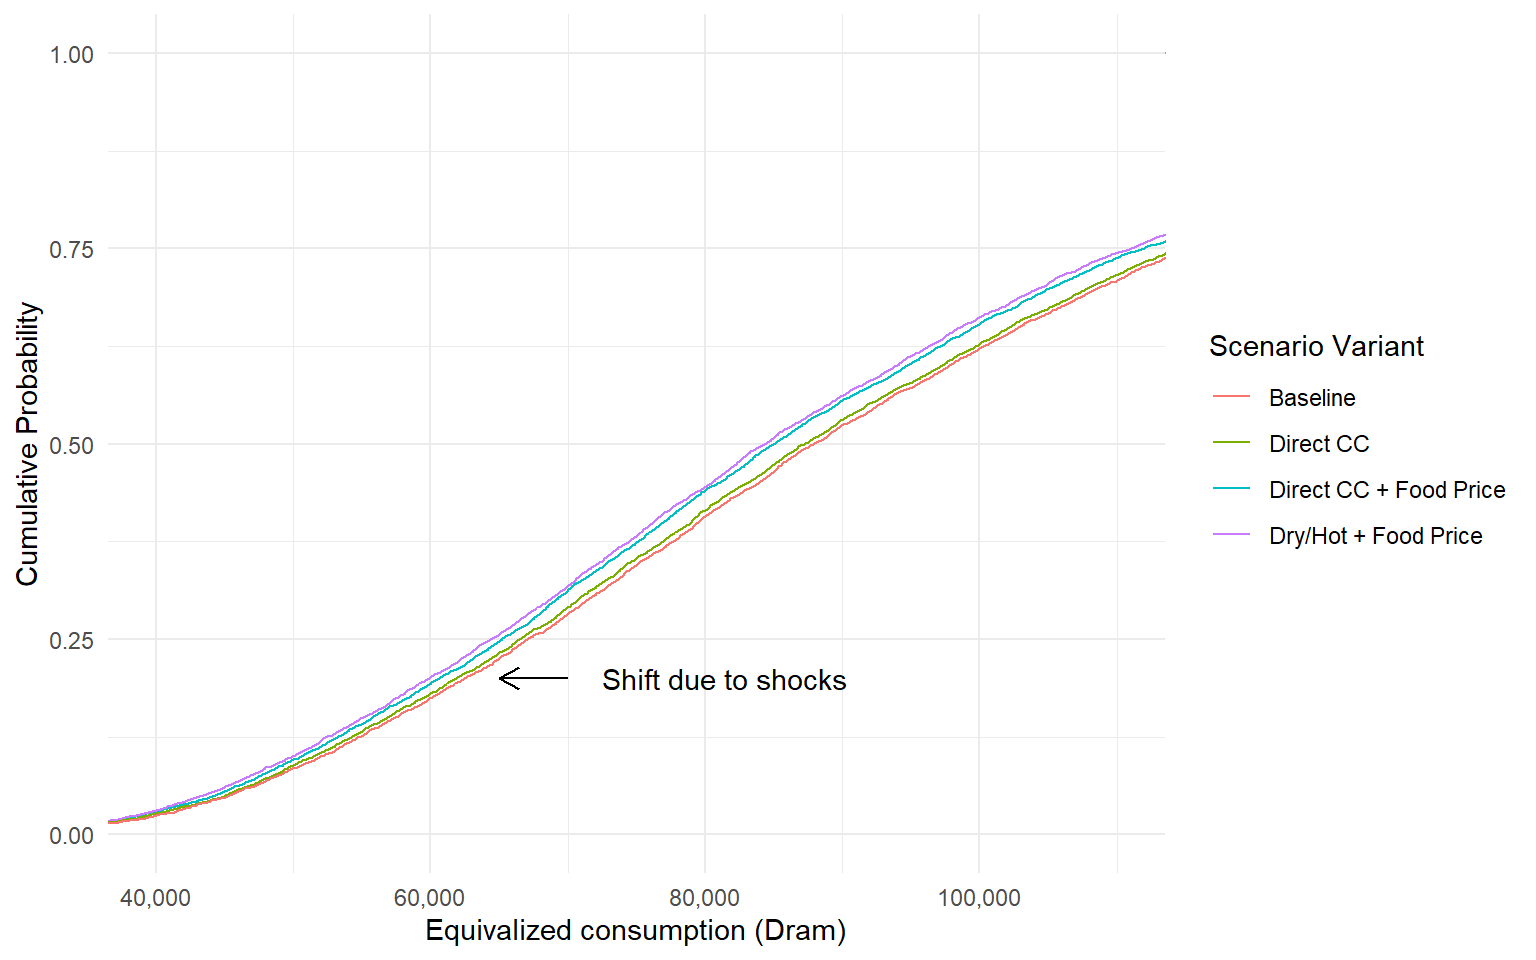 1.00
0.75
0.50
0.25
0.00
Cumulative Probability
Shift due to shocks
40,000
60,000
80,000
100,000
Equivalized consumption (Dram)
Scenario Variant
Baseline
Direct CC
Direct CC + Food Price
Dry/Hot + Food Price